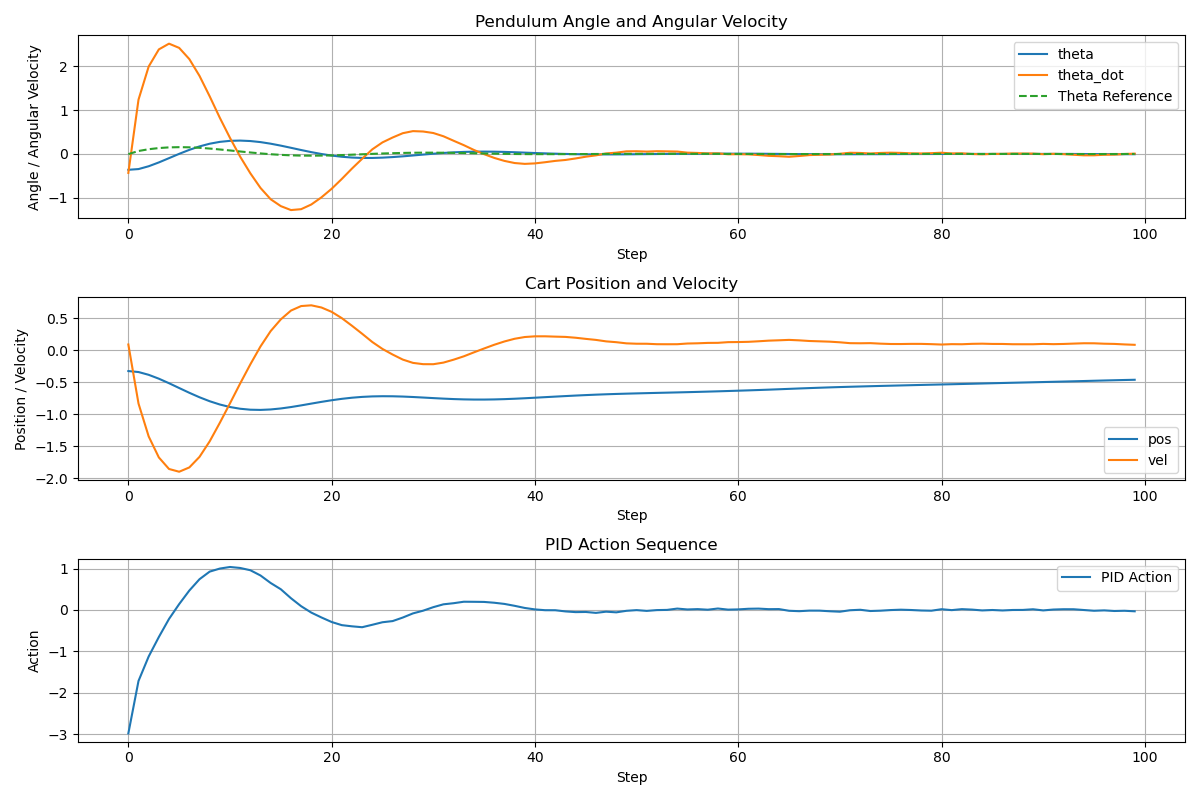 Pendulum Angle and Angular Velocity
Angle / Angular Velocity
2
1
0
−1
theta
theta_dot
Theta Reference
0 20 40 60 80 100
Step
Cart Position and Velocity
Position / Velocity
0.5
0.0
−0.5
−1.0
−1.5
−2.0
pos
vel
0 20 40 60 80 100
Step
PID Action Sequence
Action
1
0
−1
−2
−3
PID Action
0 20 40 60 80 100
Step